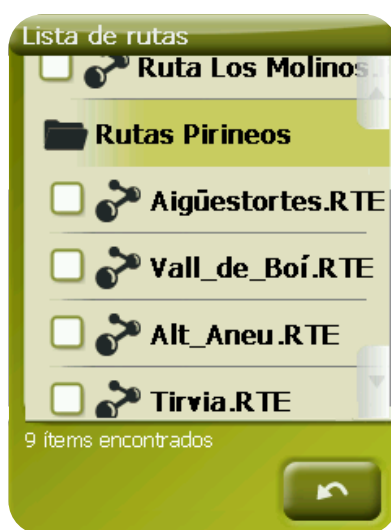 Lista de rutas
Ruta Los Molinos.
Rutas Pirineos
Aigüestortes.RTE
Vall_de_Boí.RTE
Alt_Aneu.RTE
Tirvia.RTE
9 ítems encontrados